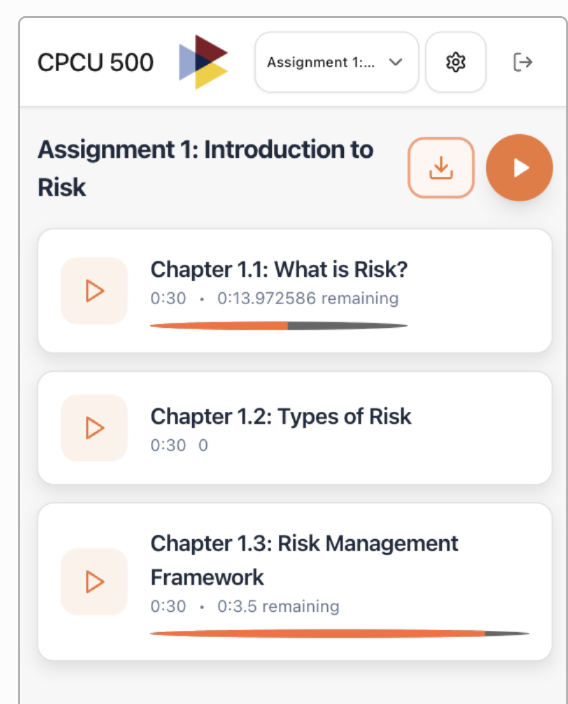 CPCU 500
Assignment 1:...
Assignment 1: Introduction to
Risk
Chapter 1.1: What is Risk?
0:30 • 0:13.972586 remaining
Chapter 1.2: Types of Risk
0:30 0
Chapter 1.3: Risk Management
Framework
0:30 • 0:3.5 remaining